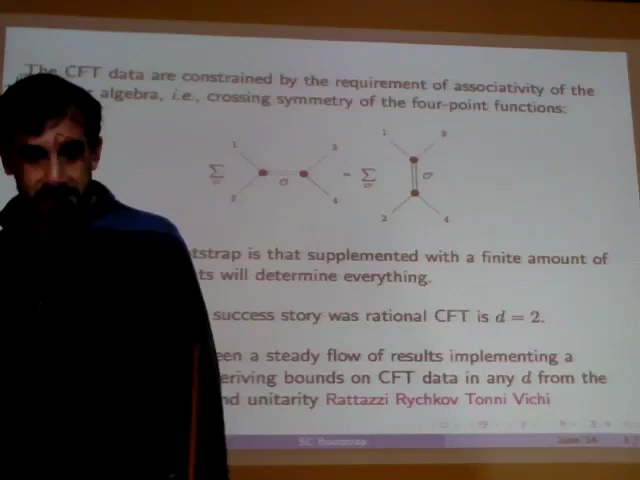 The CFT data are constrained by the requirement of associativity of the
algebra, i.e., crossing symmetry of the four-point functions:
1 3 1 3
∑ σ = ∑ σ
2 4 2 4
tstrap is that supplemented with a finite amount of
ts will determine everything.
success story was rational CFT is d = 2.
een a steady flow of results implementing a
eriving bounds on CFT data in any d from the
nd unitarity Rattazzi Rychkov Tonni Vichi
SC Bootstrap June '14